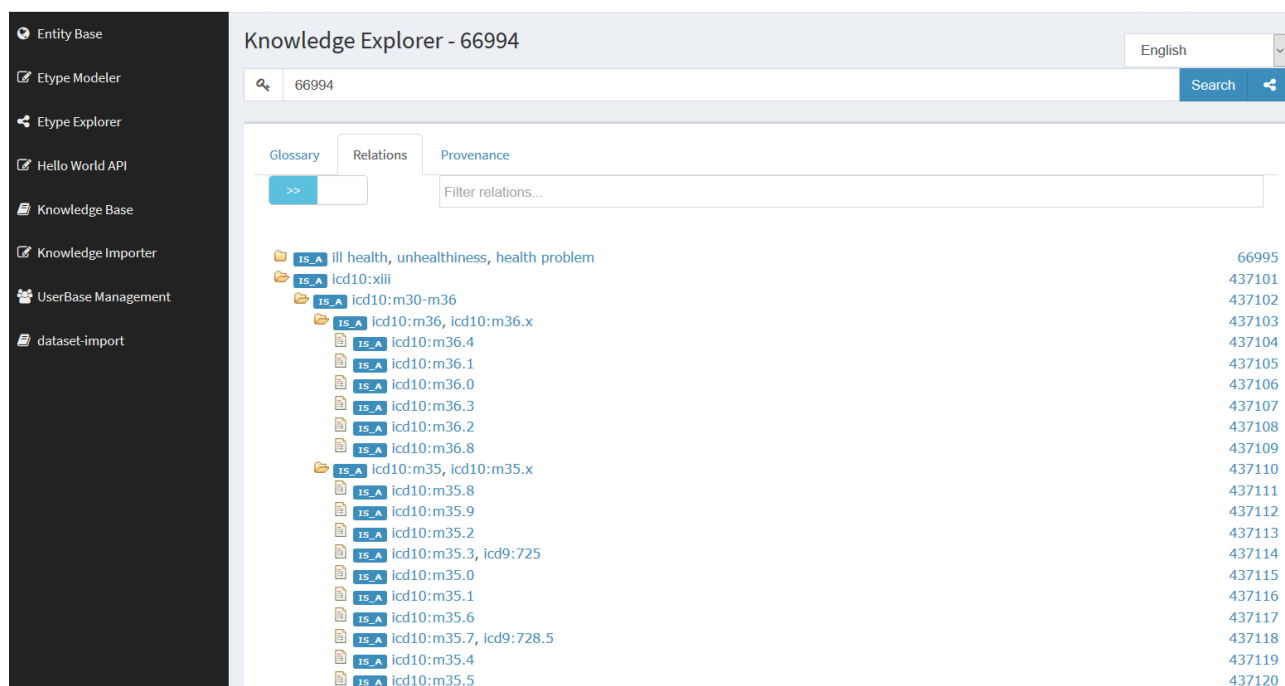 Entity Base
Etype Modeler
Etype Explorer
Hello World API
Knowledge Base
Knowledge Importer
UserBase Management
dataset-import
Knowledge Explorer - 66994
English
66994
Search
Glossary Relations Provenance
>>
Filter relations...
IS_A ill health, unhealthiness, health problem 66995
IS_A icd10:xiii 437101
IS_A icd10:m30-m36 437102
IS_A icd10:m36, icd10:m36.x 437103
IS_A icd10:m36.4 437104
IS_A icd10:m36.1 437105
IS_A icd10:m36.0 437106
IS_A icd10:m36.3 437107
IS_A icd10:m36.2 437108
IS_A icd10:m36.8 437109
IS_A icd10:m35, icd10:m35.x 437110
IS_A icd10:m35.8 437111
IS_A icd10:m35.9 437112
IS_A icd10:m35.2 437113
IS_A icd10:m35.3, icd9:725 437114
IS_A icd10:m35.0 437115
IS_A icd10:m35.1 437116
IS_A icd10:m35.6 437117
IS_A icd10:m35.7, icd9:728.5 437118
IS_A icd10:m35.4 437119
IS_A icd10:m35.5 437120